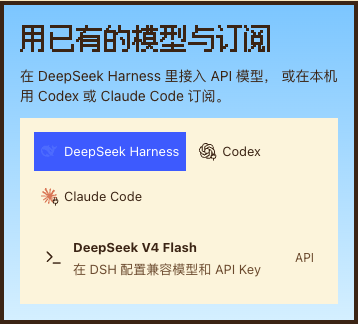 用已有的模型与订阅
在 DeepSeek Harness 里接入 API 模型， 或在本机
用 Codex 或 Claude Code 订阅。
DeepSeek Harness
Codex
Claude Code
DeepSeek V4 Flash
在 DSH 配置兼容模型和 API Key
API